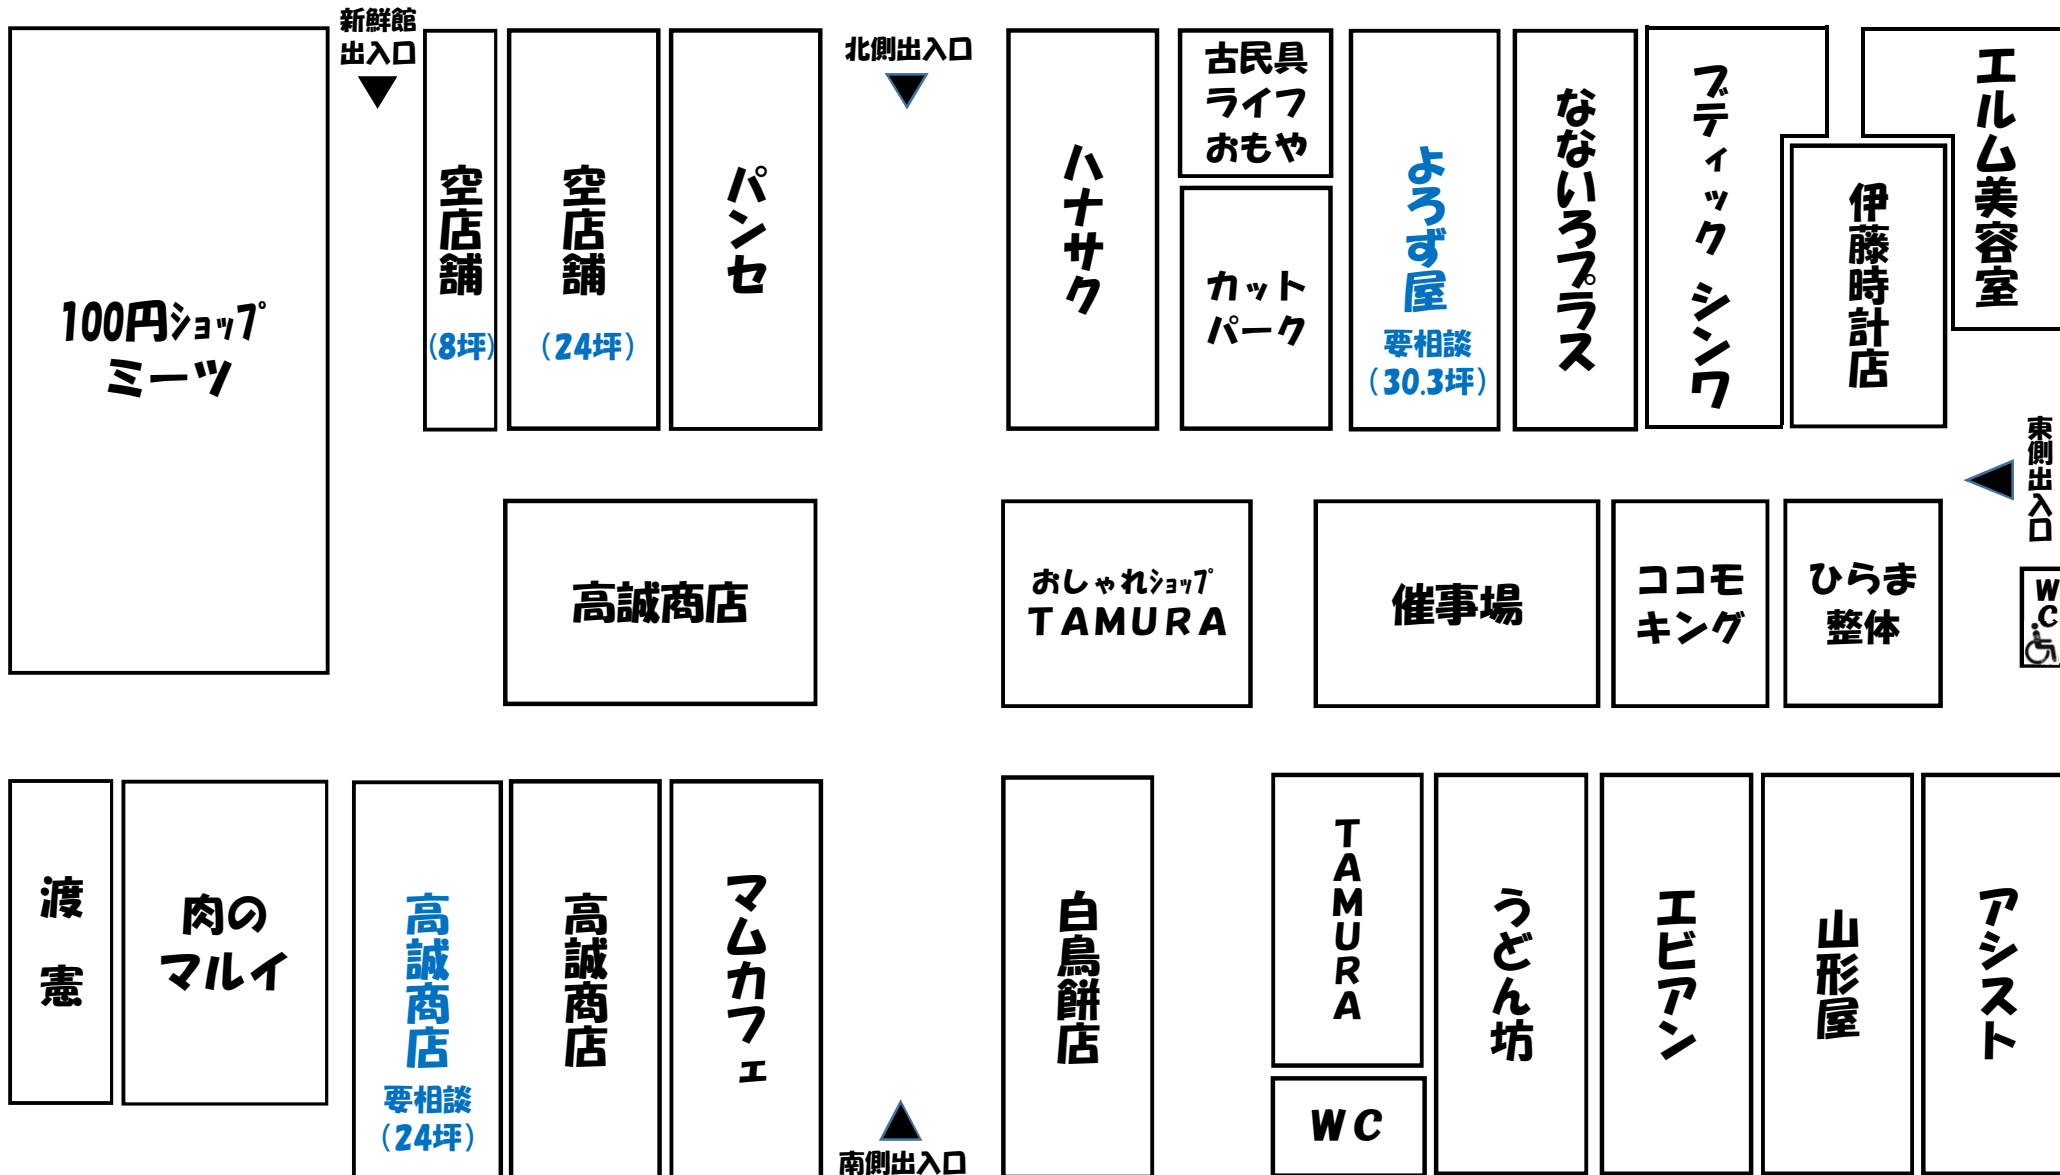 新鮮館
出入口
北側出入口
100円ショップ
ミーツ
空店舗
(8坪)
空店舗
(24坪)
パンセ
ハナサク
古民具
ライフ
おもや
カット
パーク
よろず屋
要相談
(30.3坪)
なないろプラス
ブティック シンワ
伊藤時計店
エルム美容室
東側出入口
高誠商店
おしゃれショップ
TAMURA
催事場
ココモ
キング
ひらま
整体
WC
渡憲
肉の
マルイ
高誠商店
要相談
(24坪)
高誠商店
マムカフェ
南側出入口
白鳥餅店
TAMURA
WC
うどん坊
エビアン
山形屋
アシスト